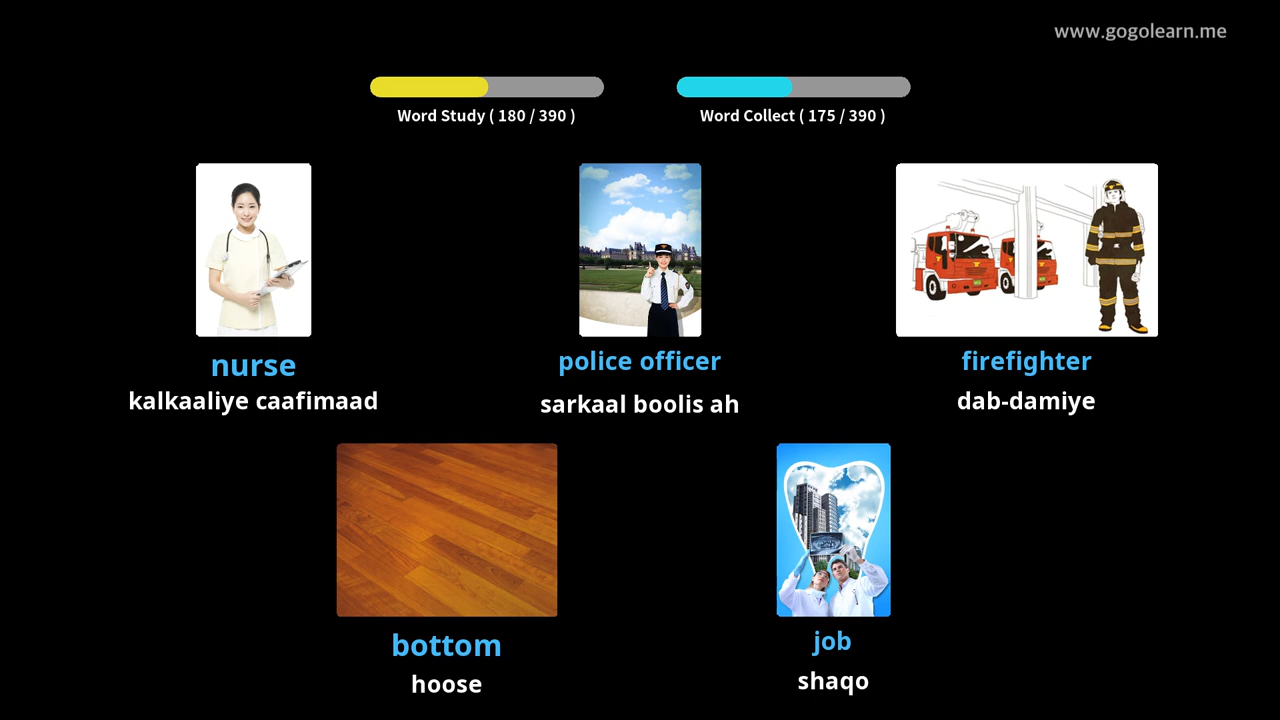 www.gogolearn.me
Word Study ( 180 / 390 )
Word Collect ( 175 / 390 )
nurse
kalkaaliye caafimaad
police officer
sarkaal boolis ah
firefighter
dab-damiye
bottom
hoose
job
shaqo